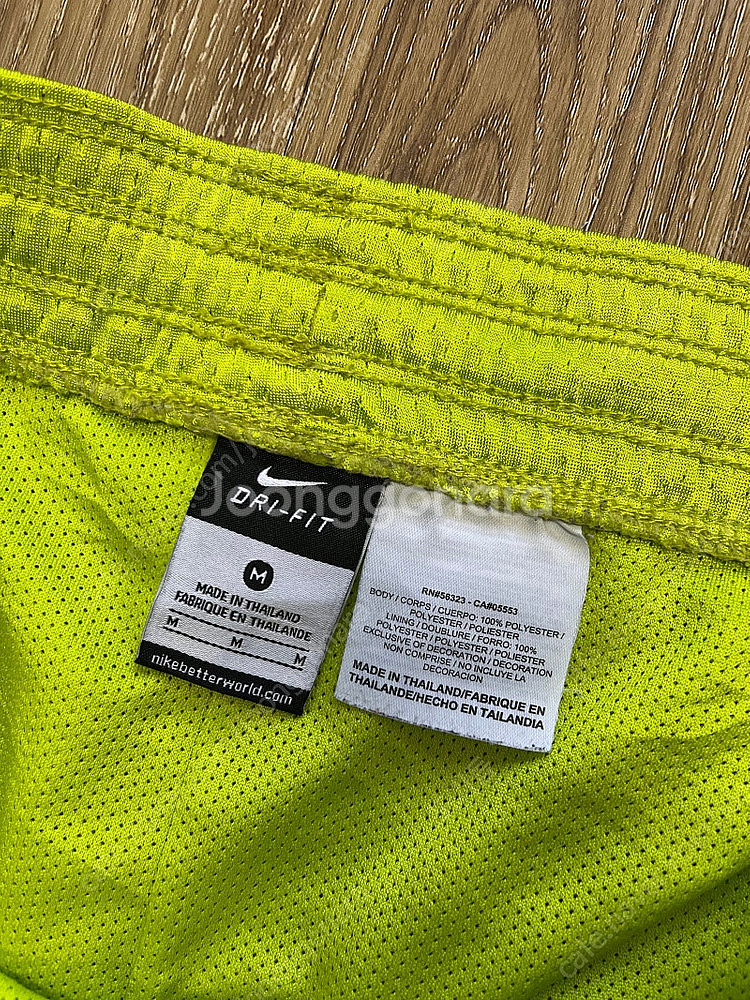 DRI-FIT
M
MADE IN THAILAND
FABRIQUE EN THAILANDE
M
M
M
nikebetterworld.com
RN#56323 - CA#05553
BODY / CORPS / CUERPO: 100% POLYESTER /
POLYESTER / POLIESTER
LINING / DOUBLURE / FORRO: 100%
POLYESTER / POLYESTER / POLIESTER
EXCLUSIVE OF DECORATION / DECORATION
NON COMPRISE / NO INCLUYE LA
DECORACION
MADE IN THAILAND/FABRIQUE EN
THAILANDE/HECHO EN TAILANDIA
Joonggonara